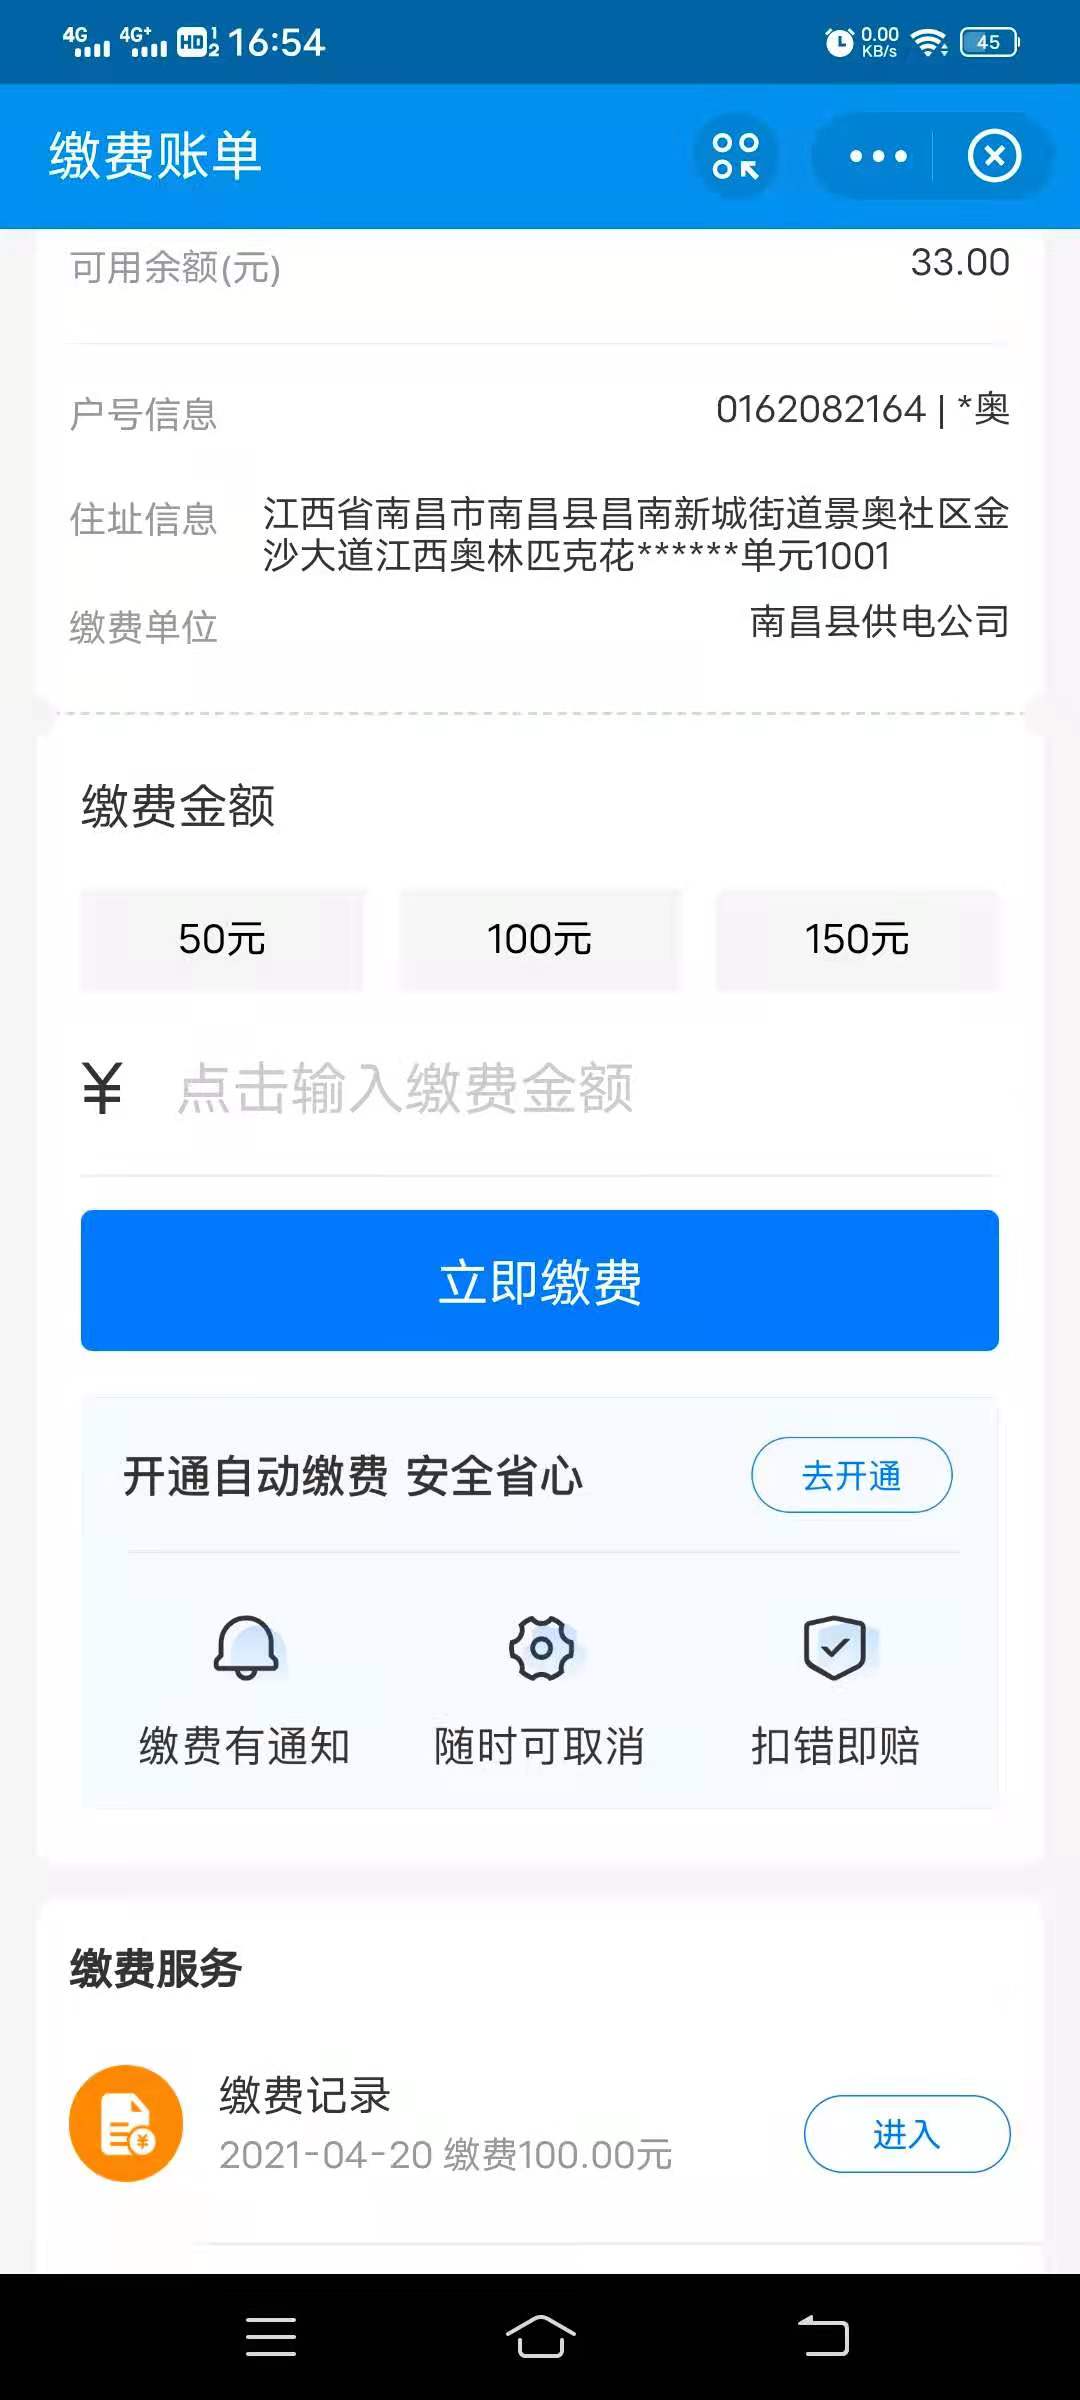 4G 4G+ HD 1 2 16:54 0.00 KB/s 45
缴费账单
可用余额(元) 33.00
户号信息 0162082164 | *奥
住址信息 江西省南昌市南昌县昌南新城街道景奥社区金
沙大道江西奥林匹克花******单元1001
缴费单位 南昌县供电公司
缴费金额
50元 100元 150元
¥ 点击输入缴费金额
立即缴费
开通自动缴费 安全省心 去开通
缴费有通知 随时可取消 扣错即赔
缴费服务
缴费记录
2021-04-20 缴费100.00元 进入